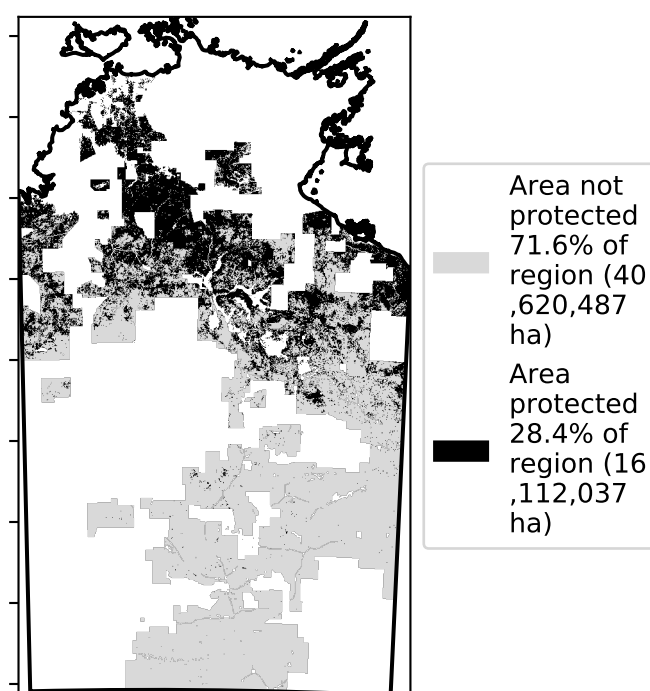 Area not
protected
71.6% of
region (40
,620,487
ha)
Area
protected
28.4% of
region (16
,112,037
ha)